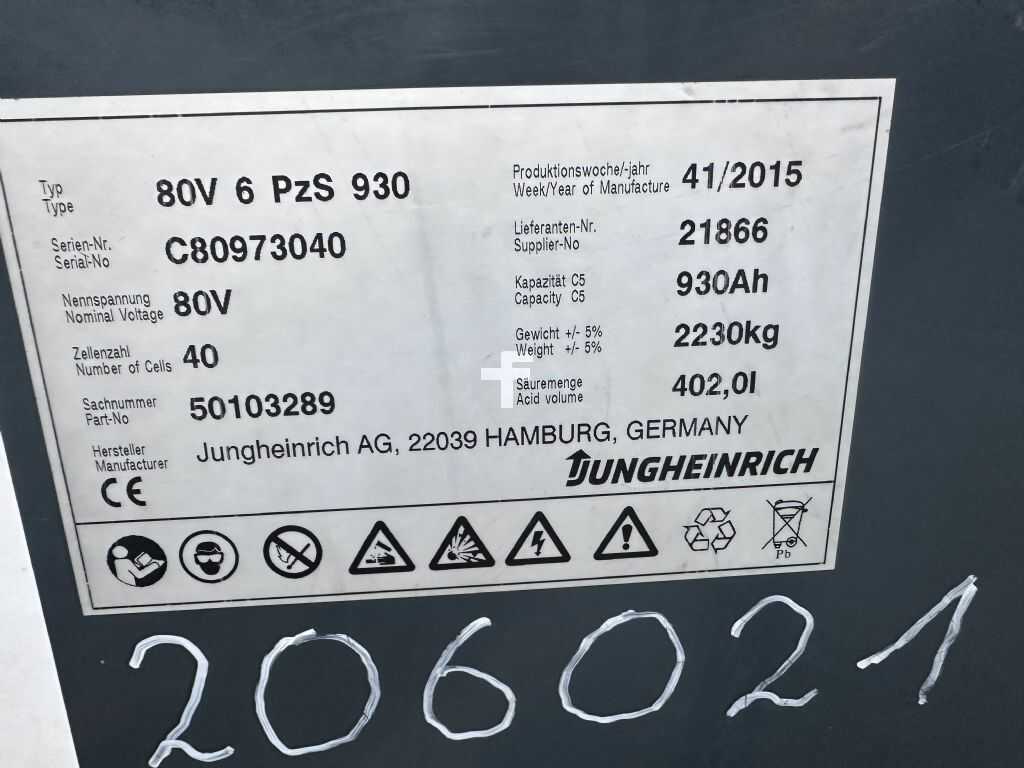 Typ
Type
80V 6 PzS 930
Serien-Nr.
Serial-No
C80973040
Nennspannung
Nominal Voltage
80V
Zellenzahl
Number of Cells
40
Sachnummer
Part-No
50103289
Hersteller
Manufacturer
Jungheinrich AG, 22039 HAMBURG, GERMANY
Produktionswoche/-jahr
Week/Year of Manufacture
41/2015
Lieferanten-Nr.
Supplier-No
21866
Kapazität C5
Capacity C5
930Ah
Gewicht +/- 5%
Weight +/- 5%
2230kg
Säuremenge
Acid volume
402,0l
JUNGHEINRICH
CE
Pb
206021